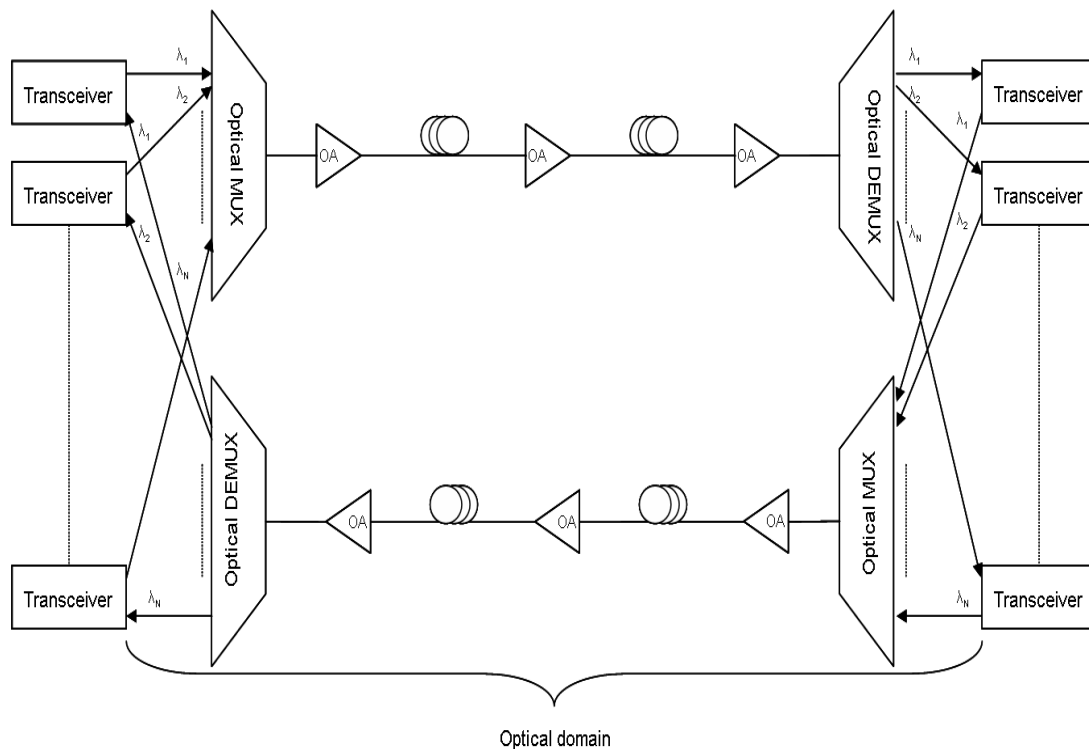 λ1
λ1
Transceiver
Transceiver
λ2
λ2
Optical MUX
OA
OA
OA
Optical DEMUX
λ1
λ1
Transceiver
Transceiver
λ2
λN
λN
λ2
Optical DEMUX
OA
OA
OA
Optical MUX
Transceiver
λN
λN
Transceiver
Optical domain